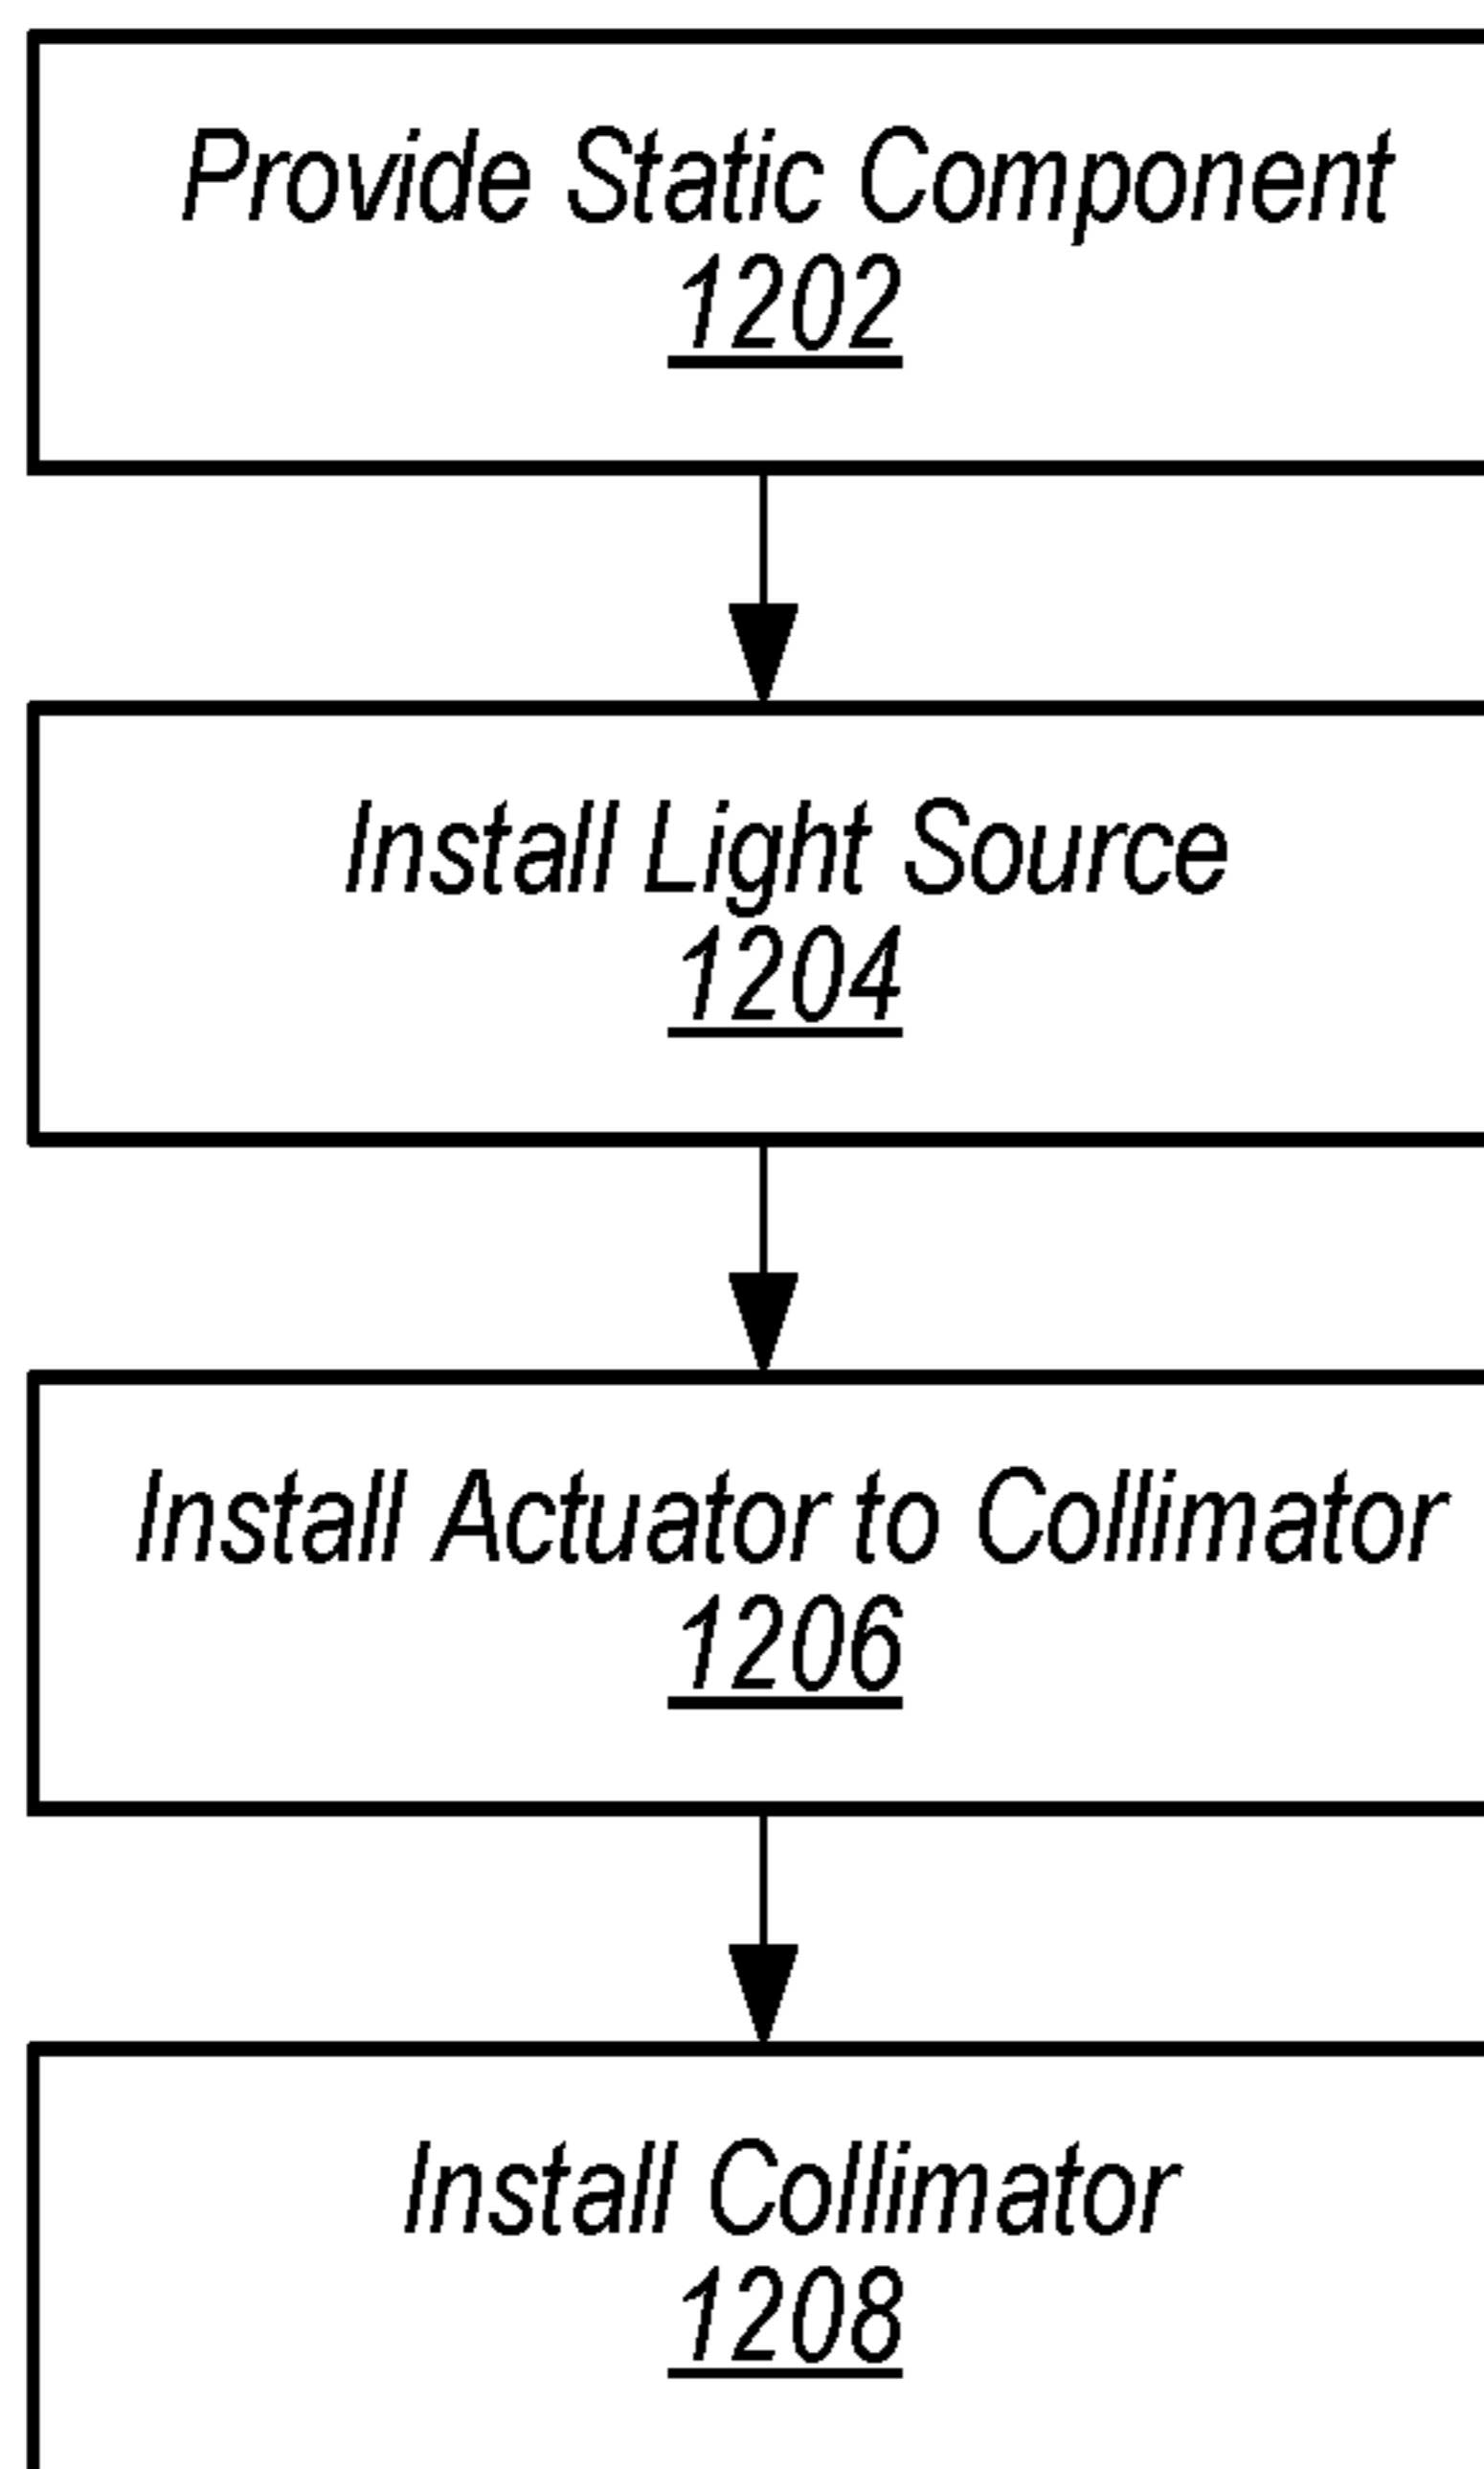 Provide Static Component
1202
Install Light Source
1204
Install Actuator to Collimator
1206
Install Collimator
1208